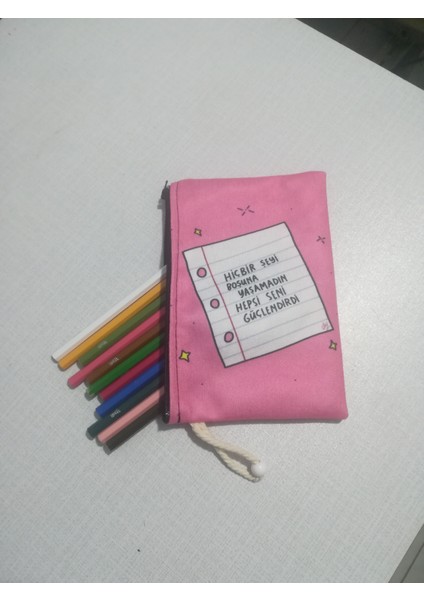 HİÇBİR ŞEYİ
BOŞUNA
YAŞAMADIN
HEPSİ SENİ
GÜÇLENDİRDİ